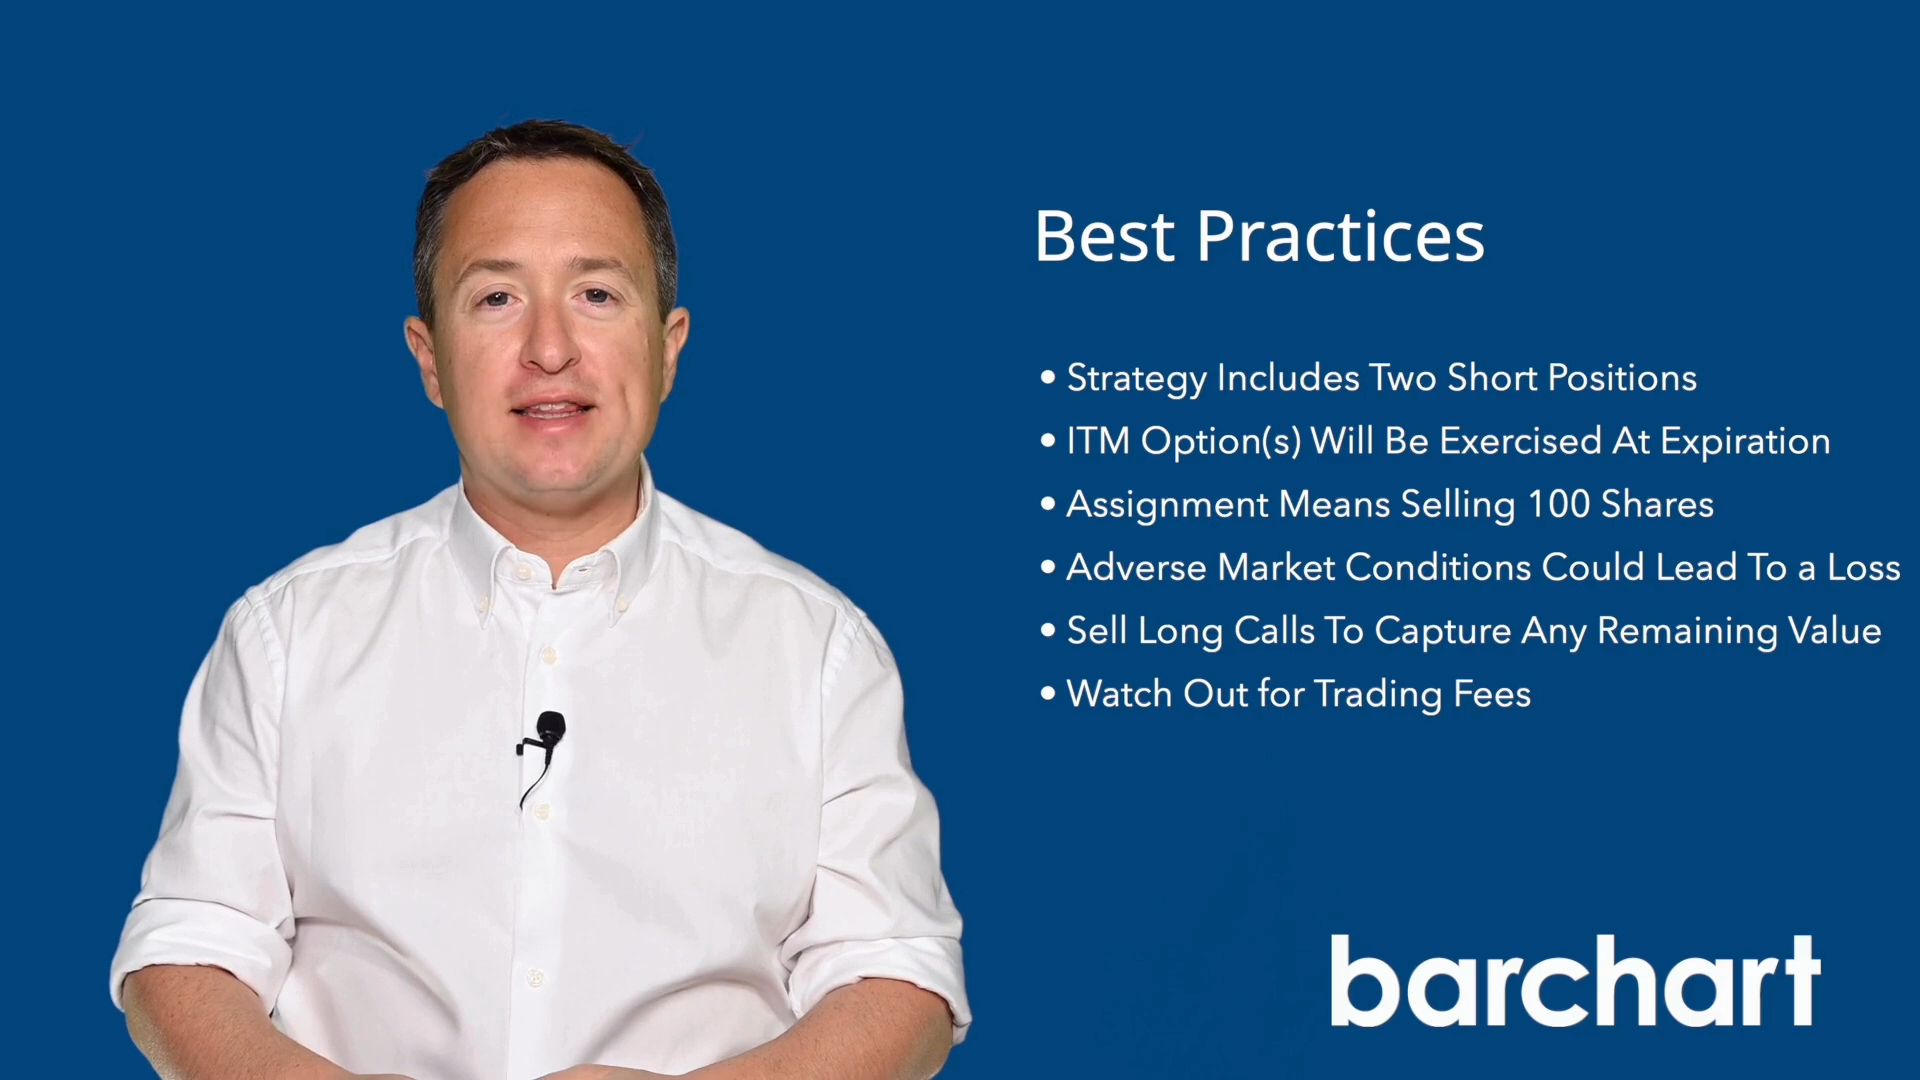 Best Practices
• Strategy Includes Two Short Positions
• ITM Option(s) Will Be Exercised At Expiration
• Assignment Means Selling 100 Shares
• Adverse Market Conditions Could Lead To a Loss
• Sell Long Calls To Capture Any Remaining Value
• Watch Out for Trading Fees
barchart